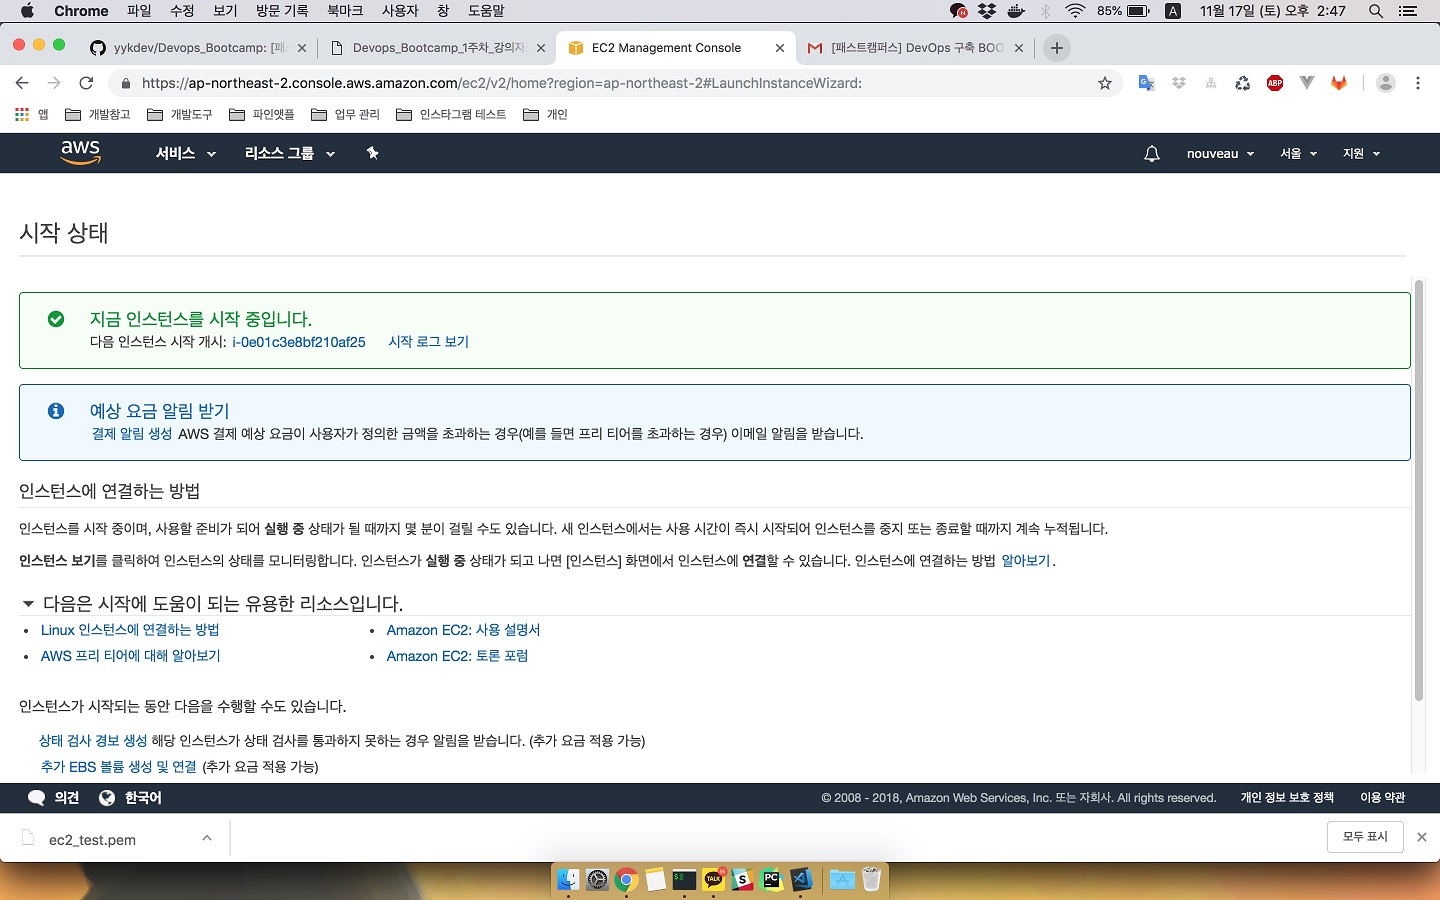 Chrome 파일 수정 보기 방문 기록 북마크 사용자 창 도움말 85% A 11월 17일 (토) 오후 2:47
yykdev/Devops_Bootcamp: [패 Devops_Bootcamp_1주차_강의자 EC2 Management Console [패스트캠퍼스] DevOps 구축 BOO
https://ap-northeast-2.console.aws.amazon.com/ec2/v2/home?region=ap-northeast-2#LaunchInstanceWizard: ABP
앱 개발참고 개발도구 파인앳플 업무 관리 인스타그램 테스트 개인
aws 서비스 리소스 그룹 nouveau 서울 지원
시작 상태
지금 인스턴스를 시작 중입니다.
다음 인스턴스 시작 개시: i-0e01c3e8bf210af25 시작 로그 보기
예상 요금 알림 받기
결제 알림 생성 AWS 결제 예상 요금이 사용자가 정의한 금액을 초과하는 경우(예를 들면 프리 티어를 초과하는 경우) 이메일 알림을 받습니다.
인스턴스에 연결하는 방법
인스턴스를 시작 중이며, 사용할 준비가 되어 실행 중 상태가 될 때까지 몇 분이 걸릴 수도 있습니다. 새 인스턴스에서는 사용 시간이 즉시 시작되어 인스턴스를 중지 또는 종료할 때까지 계속 누적됩니다.
인스턴스 보기를 클릭하여 인스턴스의 상태를 모니터링합니다. 인스턴스가 실행 중 상태가 되고 나면 [인스턴스] 화면에서 인스턴스에 연결할 수 있습니다. 인스턴스에 연결하는 방법 알아보기.
다음은 시작에 도움이 되는 유용한 리소스입니다.
• Linux 인스턴스에 연결하는 방법 • Amazon EC2: 사용 설명서
• AWS 프리 티어에 대해 알아보기 • Amazon EC2: 토론 포럼
인스턴스가 시작되는 동안 다음을 수행할 수도 있습니다.
상태 검사 경보 생성 해당 인스턴스가 상태 검사를 통과하지 못하는 경우 알림을 받습니다. (추가 요금 적용 가능)
추가 EBS 볼륨 생성 및 연결 (추가 요금 적용 가능)
의견 한국어 © 2008 - 2018, Amazon Web Services, Inc. 또는 자회사. All rights reserved. 개인 정보 보호 정책 이용 약관
ec2_test.pem 모두 표시
TALK S PC